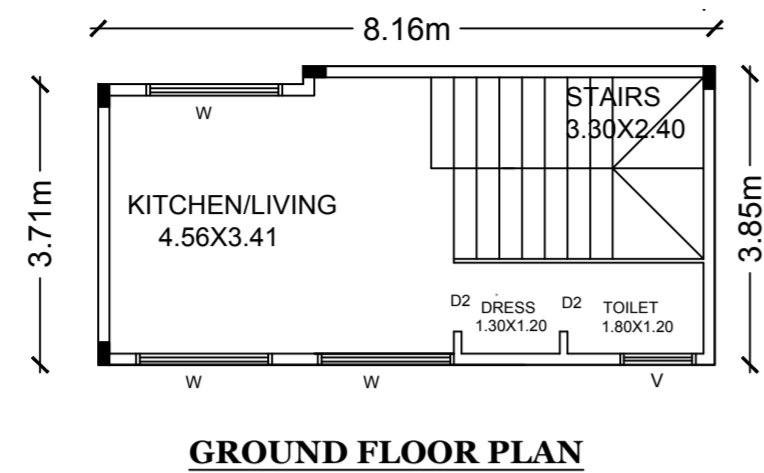 8.16m
W
STAIRS
3.30X2.40
3.71m
KITCHEN/LIVING
4.56X3.41
3.85m
D2
DRESS
1.30X1.20
D2
TOILET
1.80X1.20
W
W
V
GROUND FLOOR PLAN